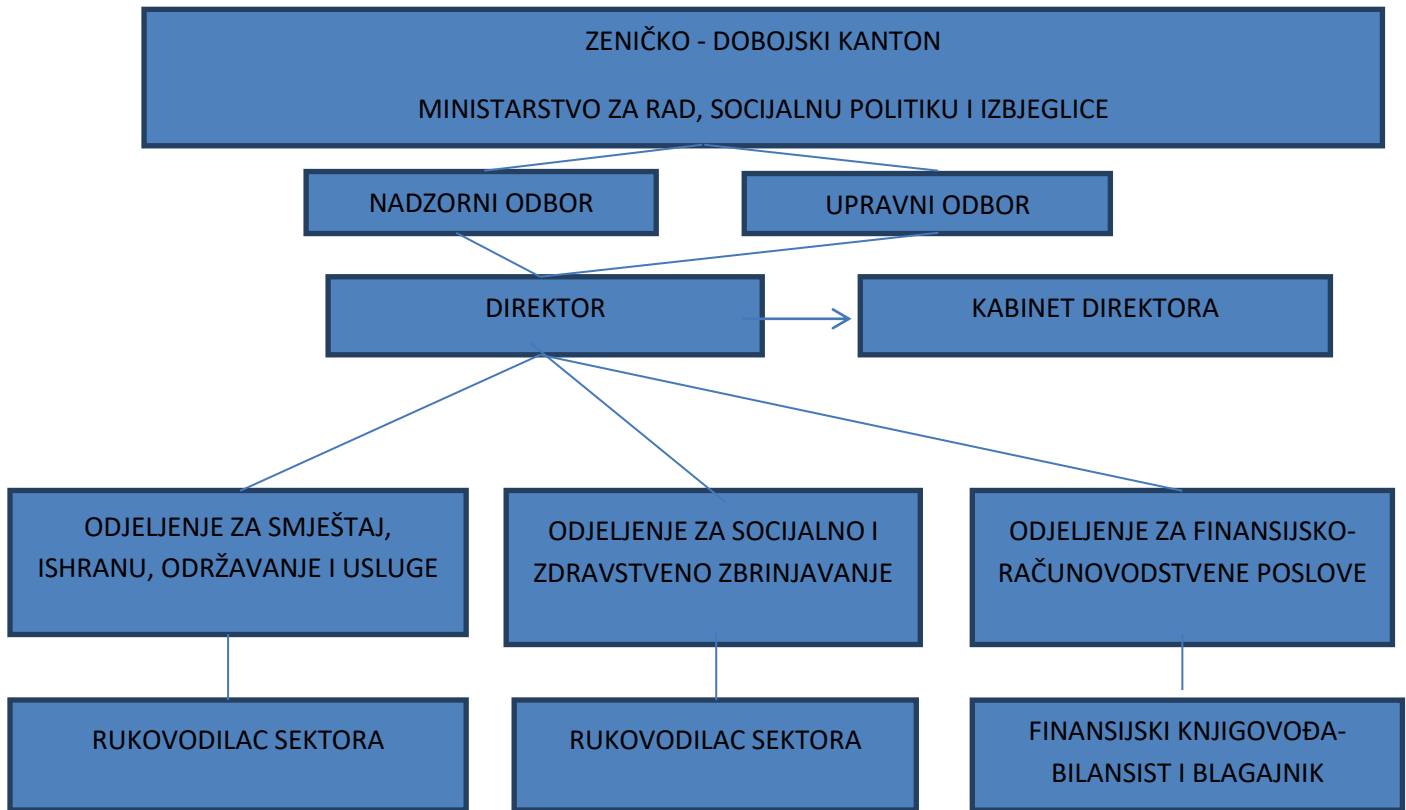 ZENIČKO - DOBOJSKI KANTON
MINISTARSTVO ZA RAD, SOCIJALNU POLITIKU I IZBJEGLICE
NADZORNI ODBOR
UPRAVNI ODBOR
DIREKTOR
KABINET DIREKTORA
ODJELJENJE ZA SMJEŠTAJ,
ISHRANU, ODRŽAVANJE I USLUGE
ODJELJENJE ZA SOCIJALNO I
ZDRAVSTVENO ZBRINJAVANJE
ODJELJENJE ZA FINANSIJSKO-
RAČUNOVODSTVENE POSLOVE
RUKOVODILAC SEKTORA
RUKOVODILAC SEKTORA
FINANSIJSKI KNJIGOVOĐA-
BILANSIST I BLAGAJNIK